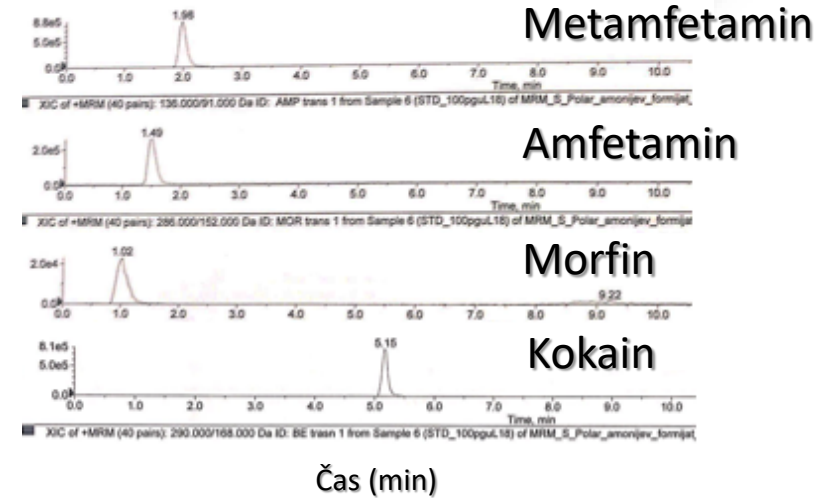 1.98
Metamfetamin
8.8e5
5.0e5
0.0
0.0 1.0 2.0 3.0 4.0 5.0 6.0 7.0 8.0 9.0 10.0
Time, min
XIC of +MRM (40 pairs): 136.000/91.000 Da ID: AMP trans 1 from Sample 6 (STD_100pguL18) of MRM_S_Polar_amonijev_formijat_
1.49
Amfetamin
2.0e5
0.0
0.0 1.0 2.0 3.0 4.0 5.0 6.0 7.0 8.0 9.0 10.0
Time, min
XIC of +MRM (40 pairs): 286.000/152.000 Da ID: MOR trans 1 from Sample 6 (STD_100pguL18) of MRM_S_Polar_amonijev_formijat
1.02
Morfin
2.0e4
9.22
0.0
0.0 1.0 2.0 3.0 4.0 5.0 6.0 7.0 8.0 9.0 10.0
8.1e5
5.15
Kokain
5.0e5
0.0
0.0 1.0 2.0 3.0 4.0 5.0 6.0 7.0 8.0 9.0 10.0
Time, min
XIC of +MRM (40 pairs): 290.000/168.000 Da ID: BE trasn 1 from Sample 6 (STD_100pguL18) of MRM_S_Polar_amonijev_formijat_
Čas (min)